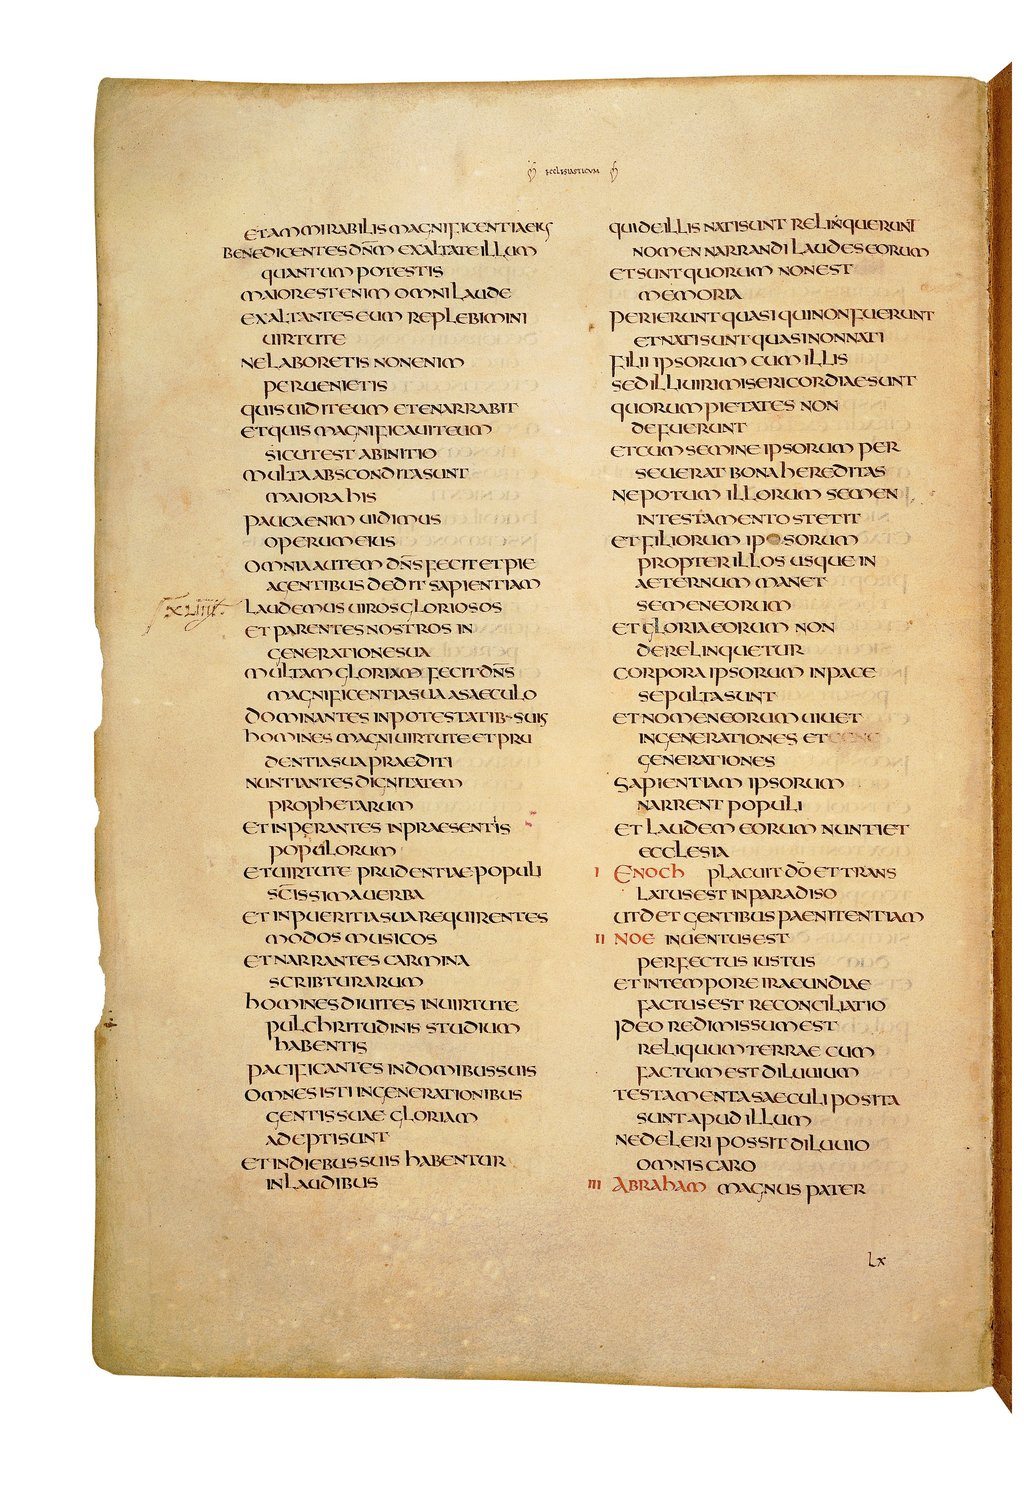 ECCLESIASTICUM
ETAMMIRABILIS MAGNIFICENTIA EIUS
BENEDICENTES DNM EXALTATE ILLUM
QUANTUM POTESTIS
MAIOR EST ENIM OMNI LAUDE
EXALTANTES EUM REPLEBIMINI
UIRTUTE
NE LABORETIS NON ENIM
PERUENIETIS
QUIS UIDIT EUM ET ENARRABIT
ET QUIS MAGNIFICAUIT EUM
SICUT EST AB INITIO
MULTA ABSCONDITA SUNT
MAIORA HIS
PAUCA ENIM UIDIMUS
OPERUM EIUS
OMNIA AUTEM DNS FECIT ET PIE
AGENTIBUS DEDIT SAPIENTIAM
XLIIII LAUDEMUS UIROS GLORIOSOS
ET PARENTES NOSTROS IN
GENERATIONE SUA
MULTAM GLORIAM FECIT DNS
MAGNIFICENTIA SUA A SAECULO
DOMINANTES IN POTESTATIB· SUIS
HOMINES MAGNI UIRTUTE ET PRU
DENTIA SUA PRAEDITI
NUNTIANTES DIGNITATEM
PROPHETARUM
ET INPERANTES IN PRAESENTIS
POPULORUM
ET UIRTUTE PRUDENTIAE POPULI
SCISSIMA UERBA
ET IN PUERITIA SUA REQUIRENTES
MODOS MUSICOS
ET NARRANTES CARMINA
SCRIBTURARUM
HOMINES DIUITES IN UIRTUTE
PULCHRITUDINIS STUDIUM
HABENTIS
PACIFICANTES IN DOMIBUS SUIS
OMNES ISTI IN GENERATIONIBUS
GENTIS SUAE GLORIAM
ADEPTI SUNT
ET IN DIEBUS SUIS HABENTUR
IN LAUDIBUS
QUI DE ILLIS NATI SUNT RELINQUERUNT
NOMEN NARRANDI LAUDES EORUM
ET SUNT QUORUM NON EST
MEMORIA
PERIERUNT QUASI QUI NON FUERUNT
ET NATI SUNT QUASI NON NATI
FILII IPSORUM CUM ILLIS
SED ILLI UIRI MISERICORDIAE SUNT
QUORUM PIETATES NON
DEFUERUNT
ET CUM SEMINE IPSORUM PER
SEUERAT BONA HEREDITAS
NEPOTUM ILLORUM SEMEN
IN TESTAMENTO STETIT
ET FILIORUM IPSORUM
PROPTER ILLOS USQUE IN
AETERNUM MANET
SEMEN EORUM
ET GLORIA EORUM NON
DERELINQUETUR
CORPORA IPSORUM IN PACE
SEPULTA SUNT
ET NOMEN EORUM UIUET
IN GENERATIONES ET GENE
GENERATIONES
SAPIENTIAM IPSORUM
NARRENT POPULI
ET LAUDEM EORUM NUNTIET
ECCLESIA
I ENOCH PLACUIT DO ET TRANS
LATUS EST IN PARADISO
UT DET GENTIBUS PAENITENTIAM
II NOE INUENTUS EST
PERFECTUS IUSTUS
ET IN TEMPORE IRAECUNDIAE
FACTUS EST RECONCILIATIO
IDEO REDIMISSUM EST
RELIQUUM TERRAE CUM
FACTUM EST DILUUIUM
TESTAMENTA SAECULI POSITA
SUNT APUD ILLUM
NE DELERI POSSIT DILUUIO
OMNIS CARO
III ABRAHAM MAGNUS PATER
LX